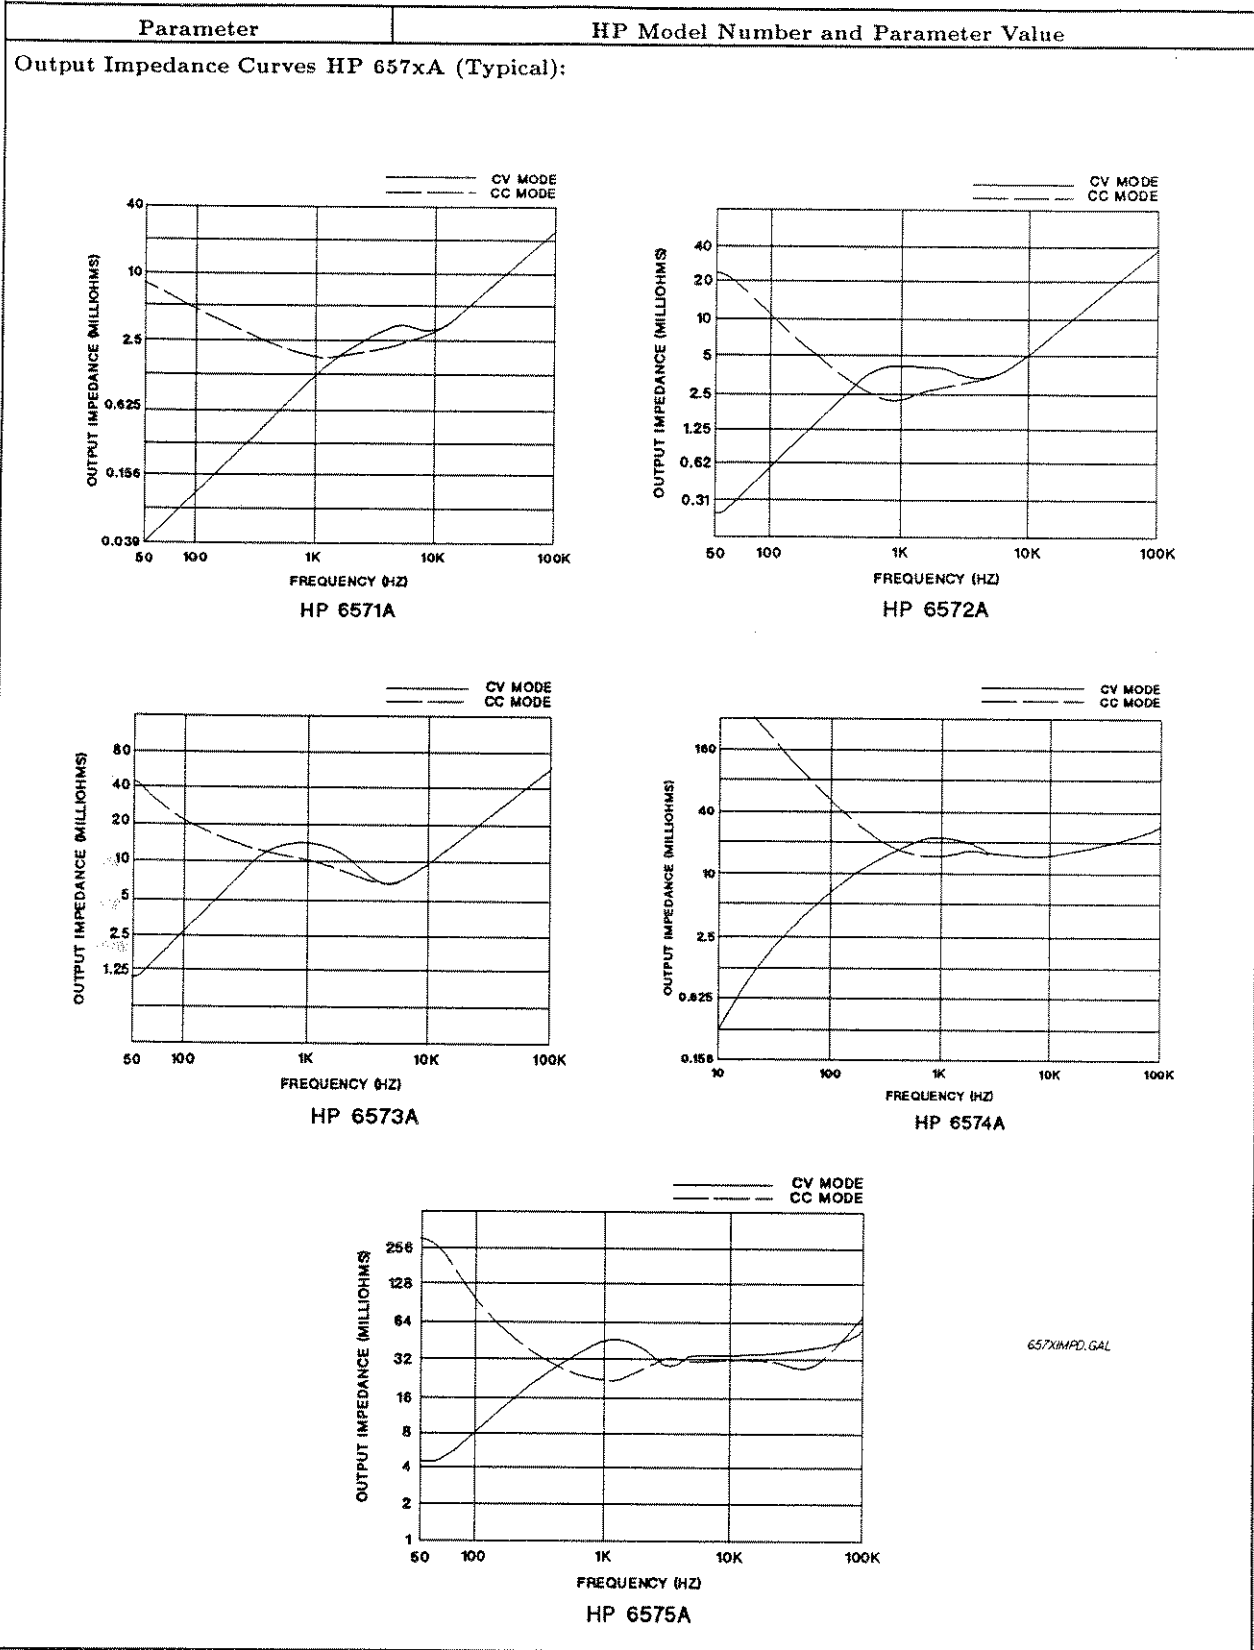 Parameter
HP Model Number and Parameter Value
Output Impedance Curves HP 657xA (Typical):
CV MODE
CC MODE
OUTPUT IMPEDANCE (MILLIOHMS)
40
10
2.5
0.625
0.156
0.039
50 100 1K 10K 100K
FREQUENCY (HZ)
HP 6571A
CV MODE
CC MODE
OUTPUT IMPEDANCE (MILLIOHMS)
40
20
10
5
2.5
1.25
0.62
0.31
50 100 1K 10K 100K
FREQUENCY (HZ)
HP 6572A
CV MODE
CC MODE
OUTPUT IMPEDANCE (MILLIOHMS)
80
40
20
10
5
2.5
1.25
50 100 1K 10K 100K
FREQUENCY (HZ)
HP 6573A
CV MODE
CC MODE
OUTPUT IMPEDANCE (MILLIOHMS)
160
40
10
2.5
0.625
0.156
10 100 1K 10K 100K
FREQUENCY (HZ)
HP 6574A
CV MODE
CC MODE
OUTPUT IMPEDANCE (MILLIOHMS)
256
128
64
32
16
8
4
2
1
50 100 1K 10K 100K
FREQUENCY (HZ)
HP 6575A
657XIMPD.GAL